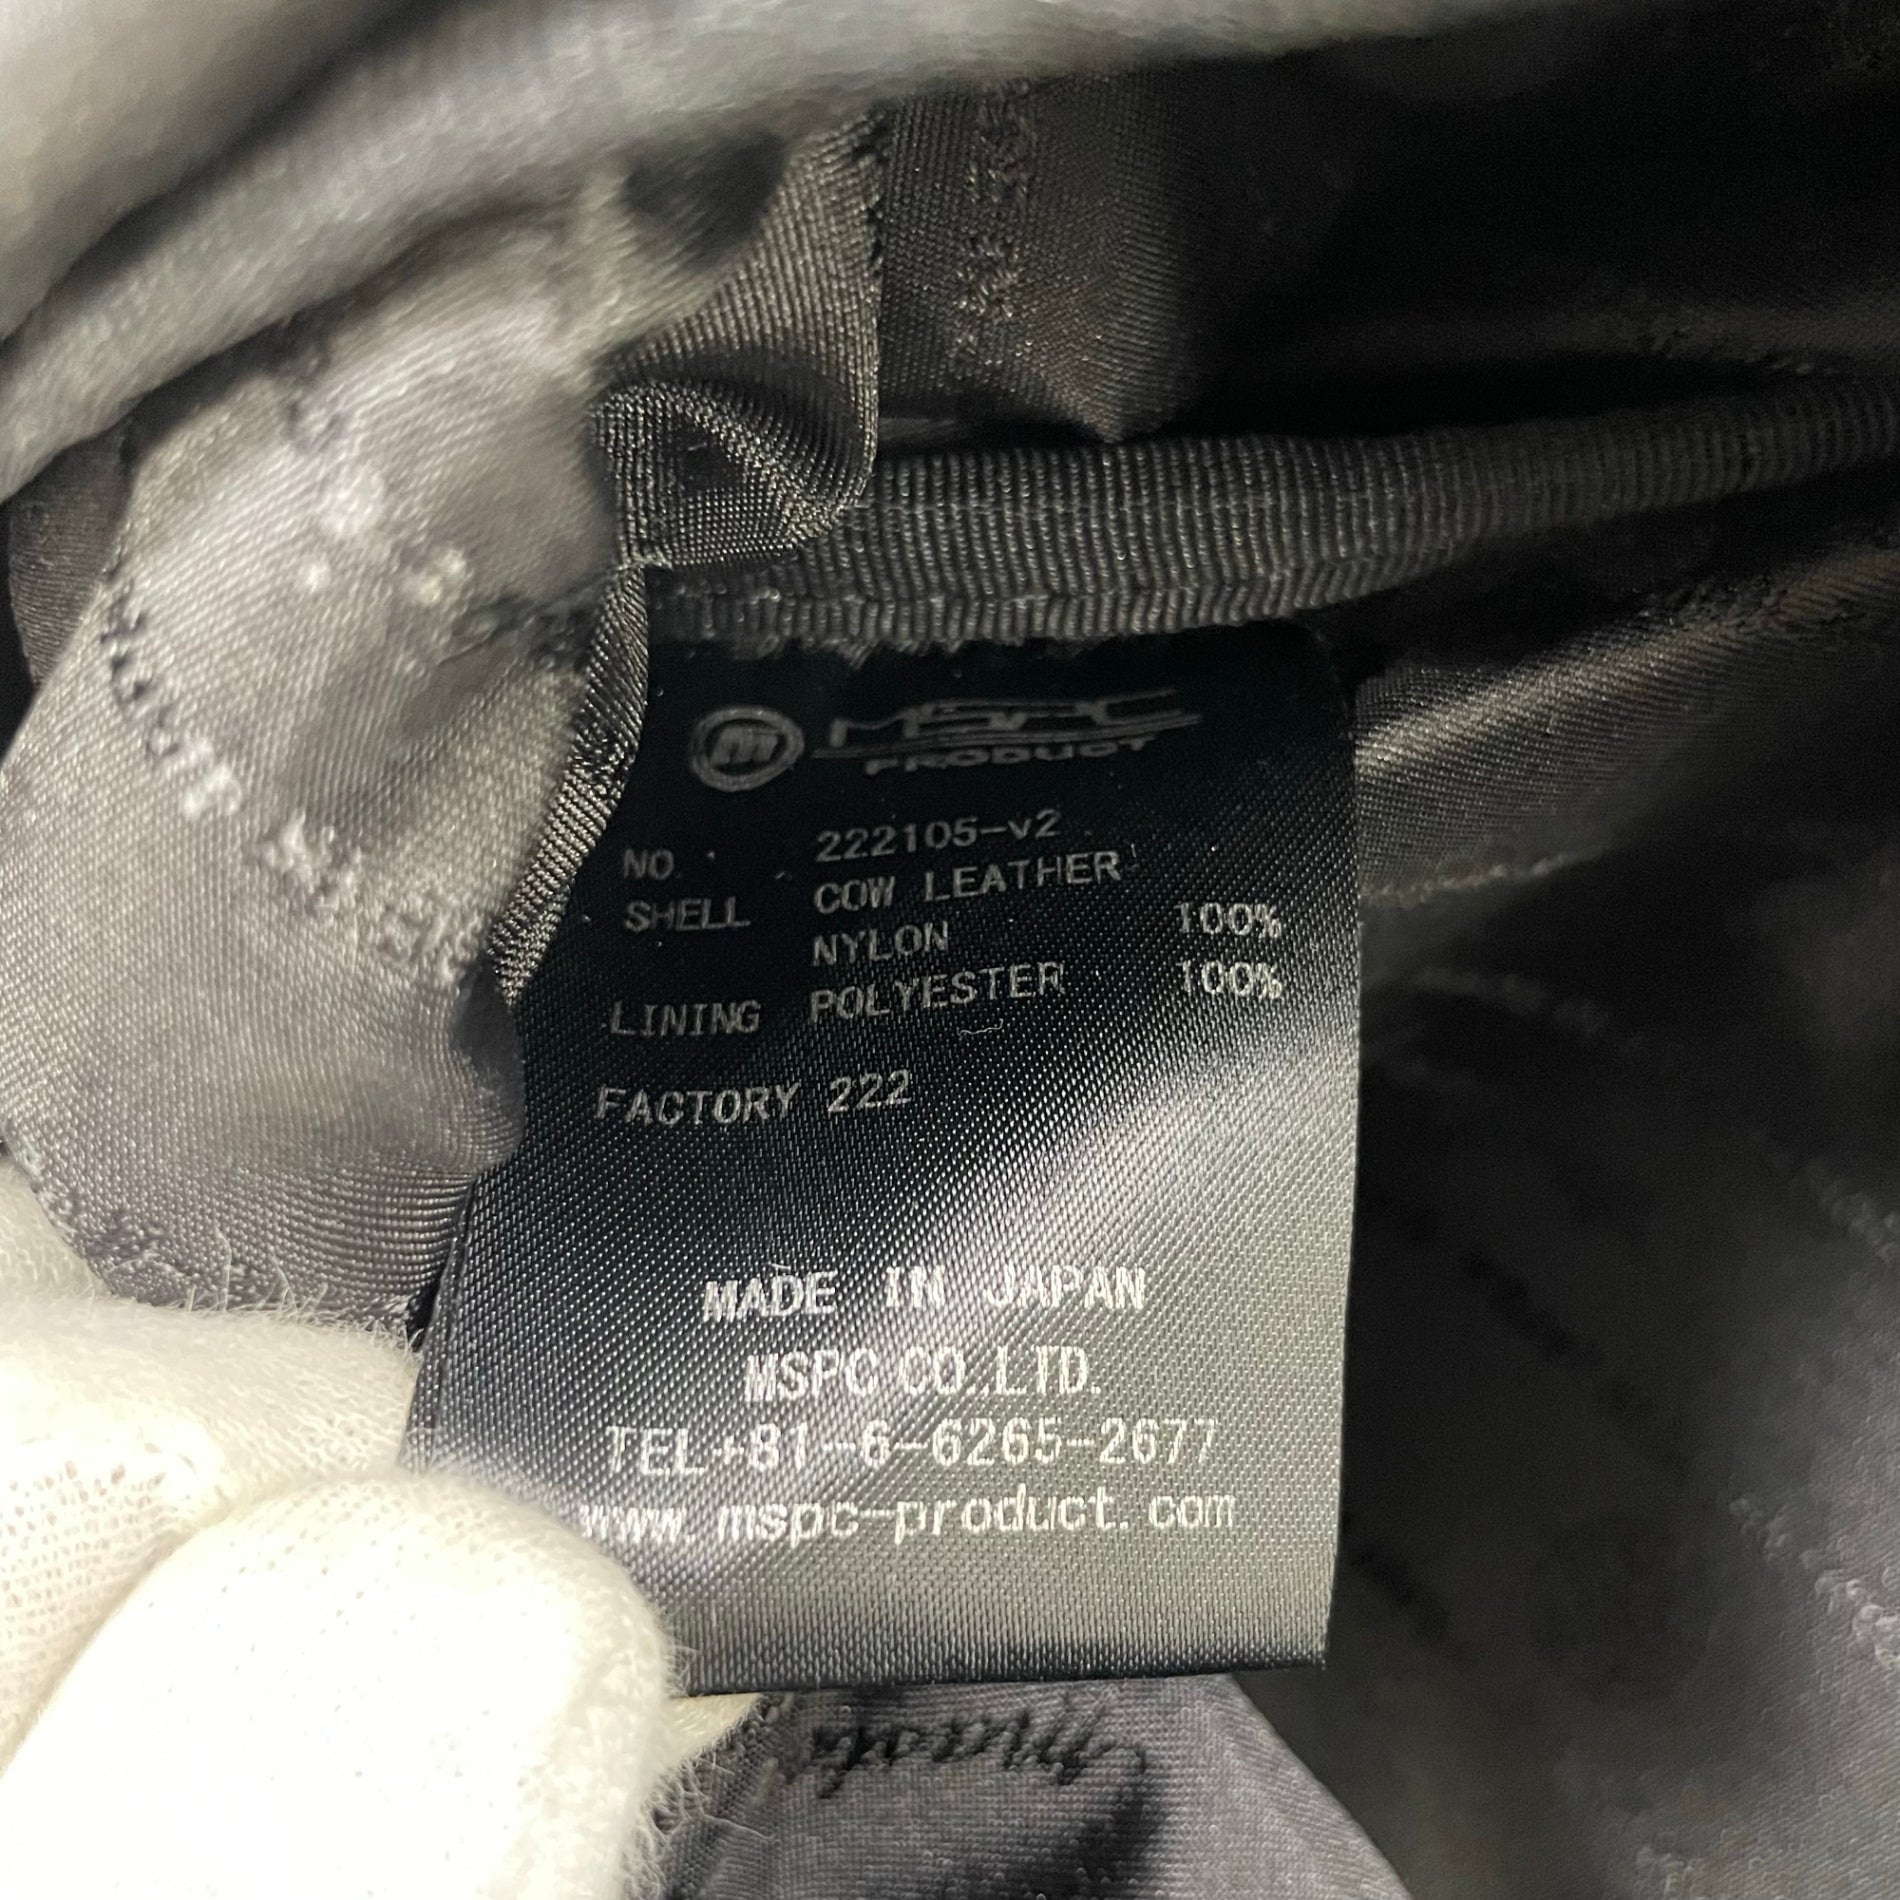 m MSPC
PRODUCT
NO. 222105-v2
SHELL COW LEATHER
NYLON 100%
LINING POLYESTER 100%
FACTORY 222
MADE IN JAPAN
MSPC CO.,LTD.
TEL+81-6-6265-2677
www.mspc-product.com